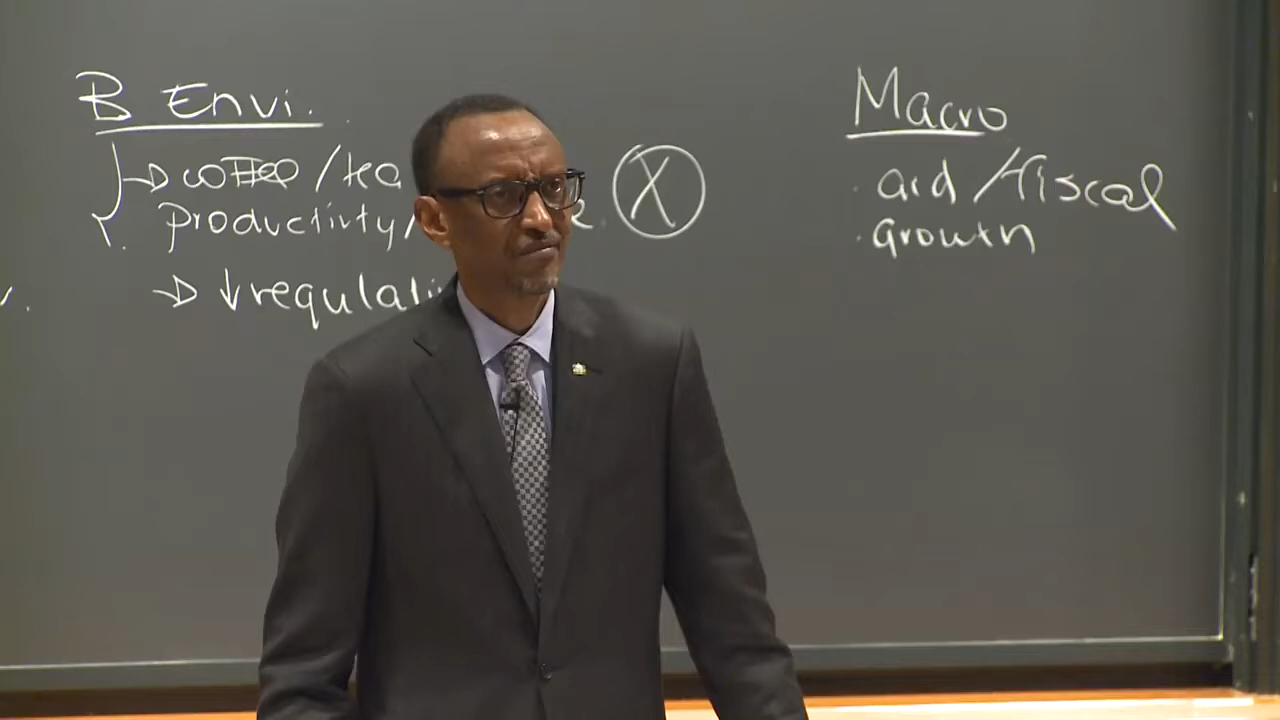 B Envi.
→ coffee/tea
productivity/
→ ↓regulati
X
Macro
· aid/fiscal
· growth